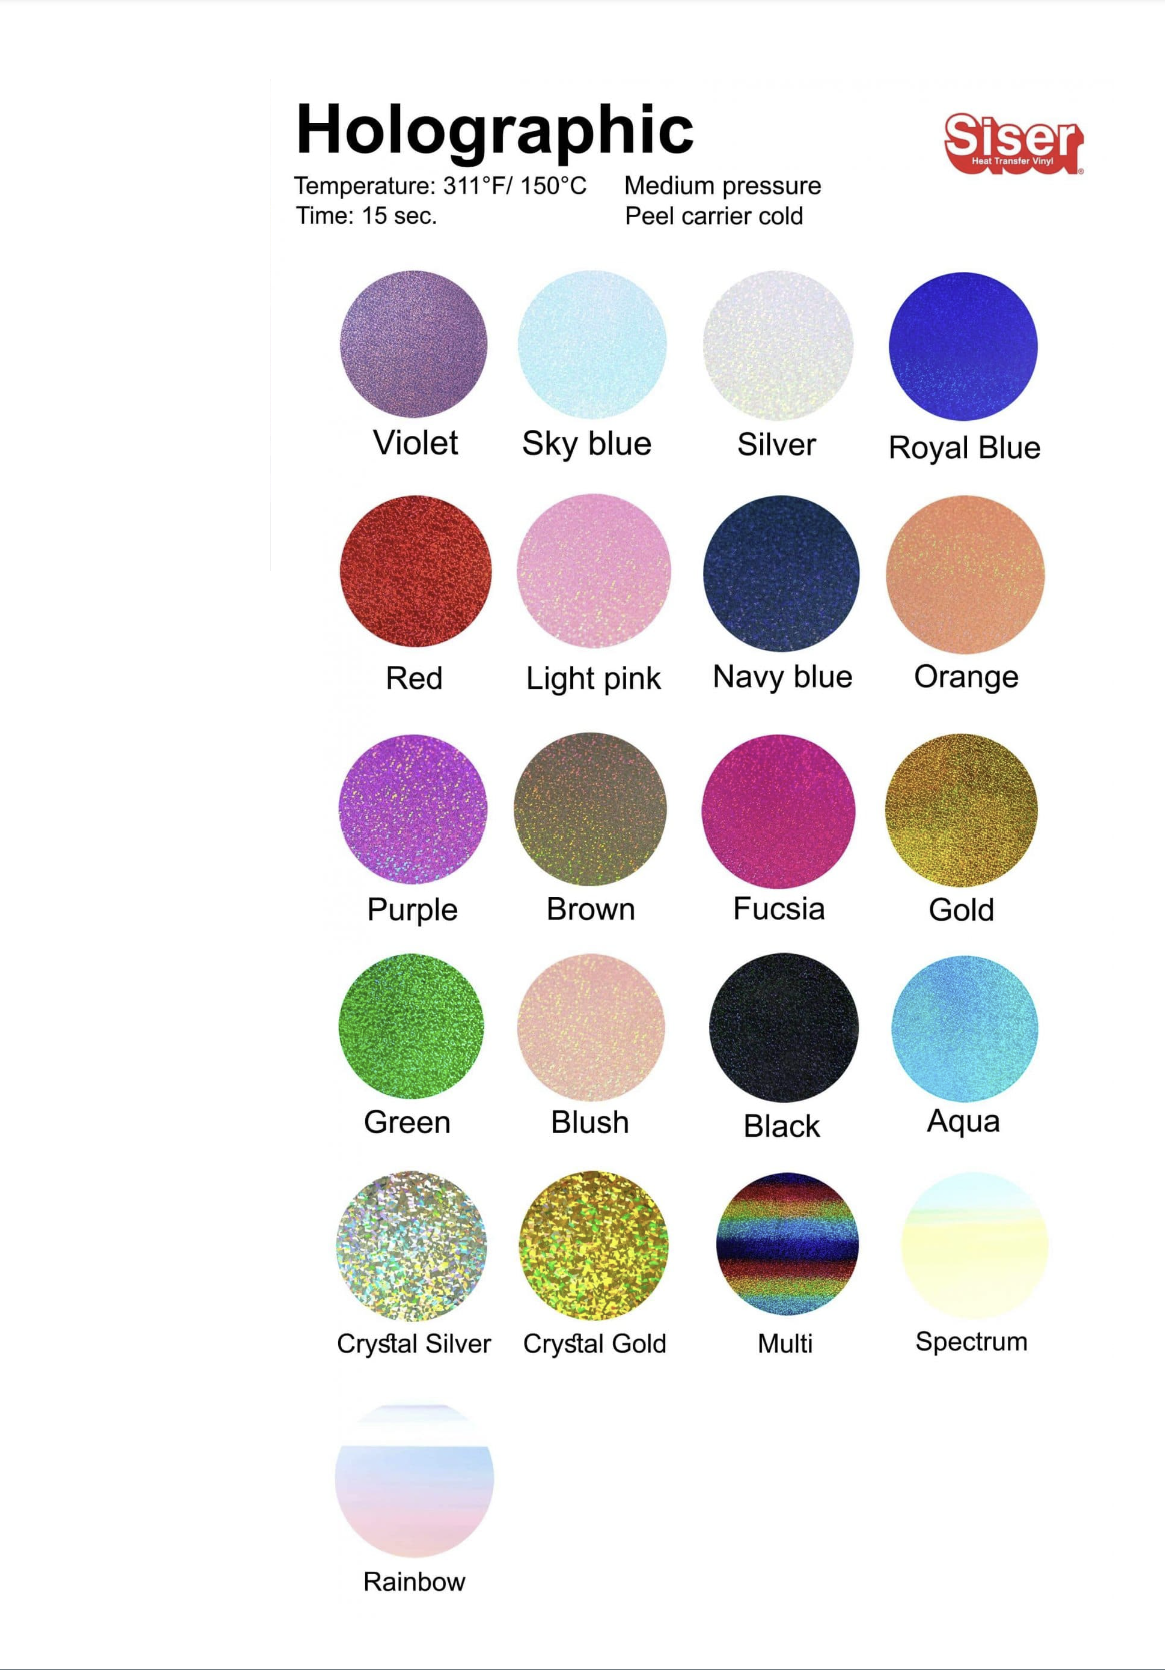 Holographic
Siser
Heat Transfer Vinyl
®
Temperature: 311°F/ 150°C Medium pressure
Time: 15 sec. Peel carrier cold
Violet Sky blue Silver Royal Blue
Red Light pink Navy blue Orange
Purple Brown Fucsia Gold
Green Blush Black Aqua
Crystal Silver Crystal Gold Multi Spectrum
Rainbow